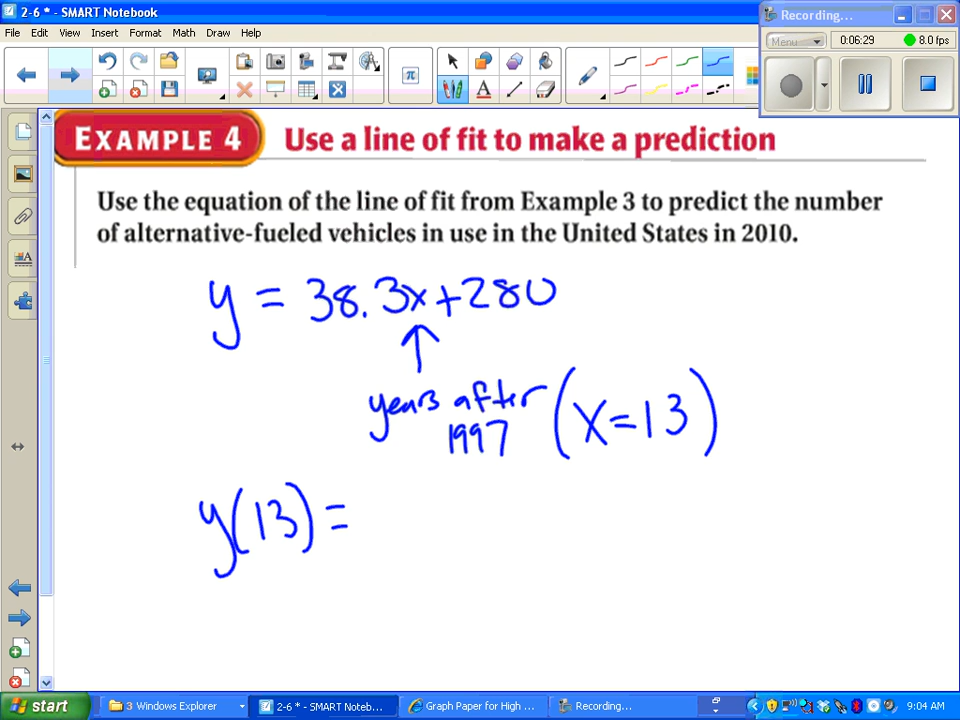 2-6 * - SMART Notebook
Recording...
File Edit View Insert Format Math Draw Help
Menu 0:06:29 8.0 fps
EXAMPLE 4 Use a line of fit to make a prediction
Use the equation of the line of fit from Example 3 to predict the number
of alternative-fueled vehicles in use in the United States in 2010.
y = 38.3x+280
years after (x=13)
1997
y(13) =
start 3 Windows Explorer 2-6 * - SMART Noteb... Graph Paper for High ... Recording... 9:04 AM